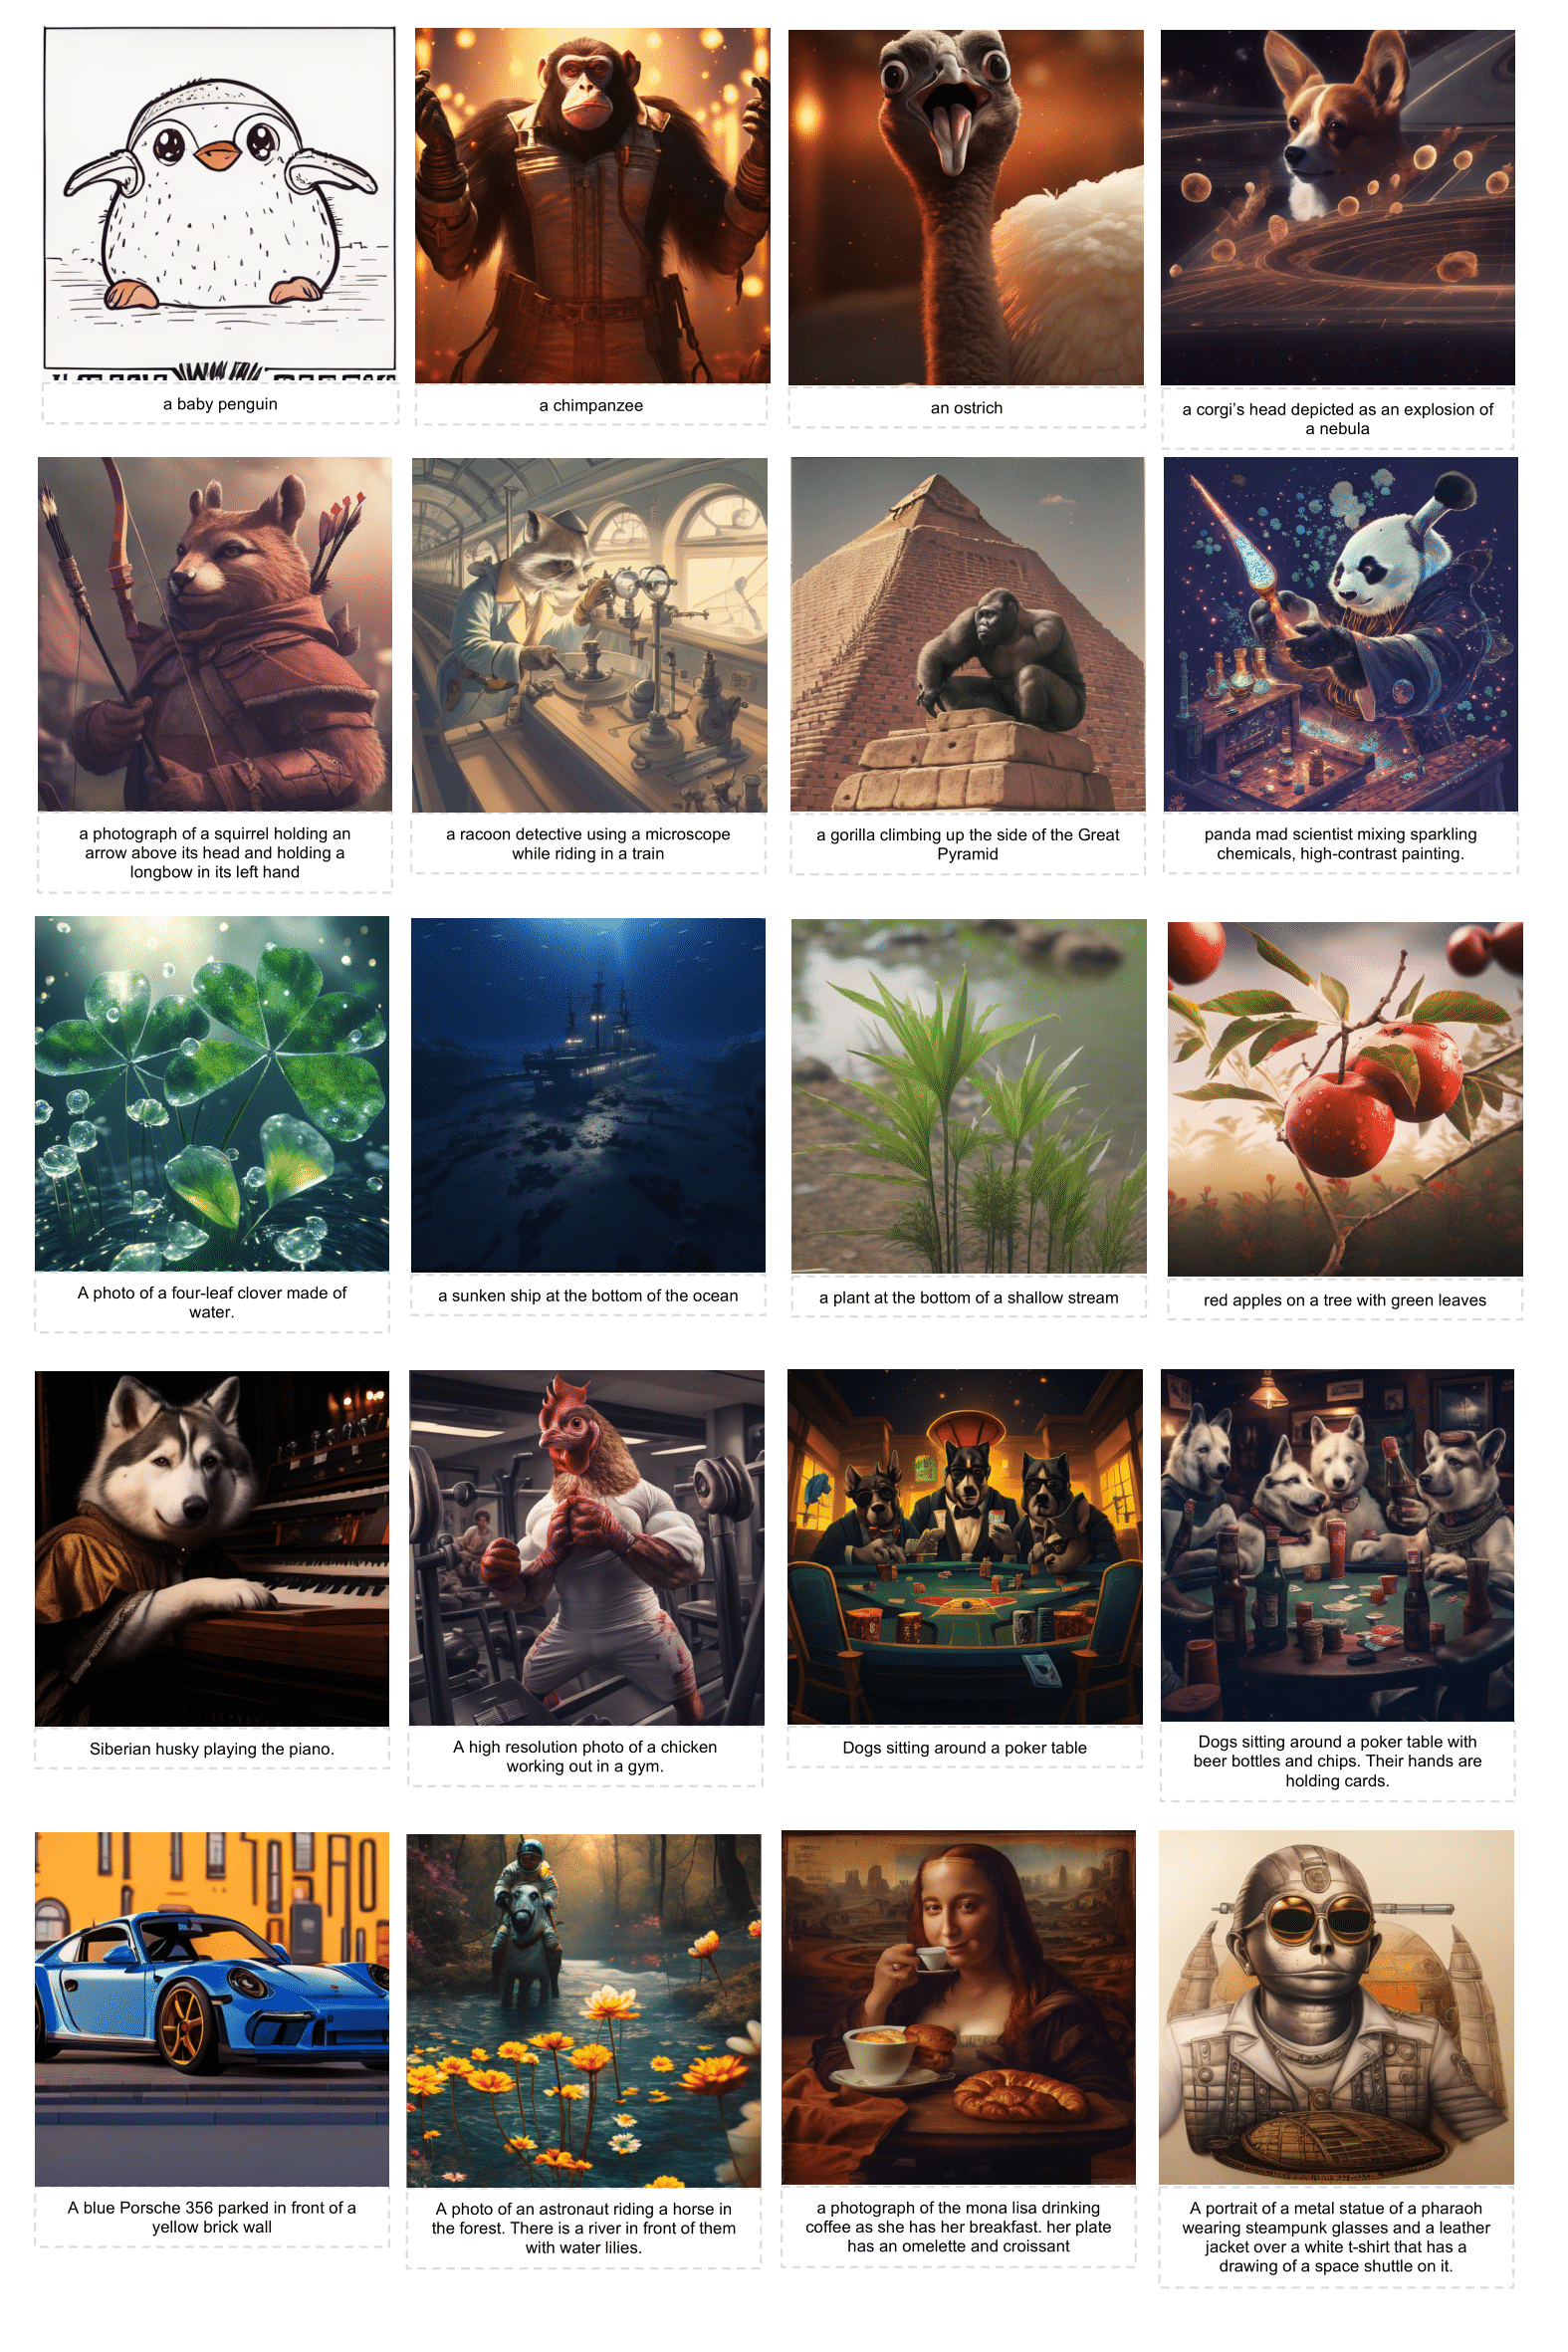 a baby penguin
a chimpanzee
an ostrich
a corgi's head depicted as an explosion of
a nebula
a photograph of a squirrel holding an
arrow above its head and holding a
longbow in its left hand
a racoon detective using a microscope
while riding in a train
a gorilla climbing up the side of the Great
Pyramid
panda mad scientist mixing sparkling
chemicals, high-contrast painting.
A photo of a four-leaf clover made of
water.
a sunken ship at the bottom of the ocean
a plant at the bottom of a shallow stream
red apples on a tree with green leaves
Siberian husky playing the piano.
A high resolution photo of a chicken
working out in a gym.
Dogs sitting around a poker table
Dogs sitting around a poker table with
beer bottles and chips. Their hands are
holding cards.
A blue Porsche 356 parked in front of a
yellow brick wall
A photo of an astronaut riding a horse in
the forest. There is a river in front of them
with water lilies.
a photograph of the mona lisa drinking
coffee as she has her breakfast. her plate
has an omelette and croissant
A portrait of a metal statue of a pharaoh
wearing steampunk glasses and a leather
jacket over a white t-shirt that has a
drawing of a space shuttle on it.